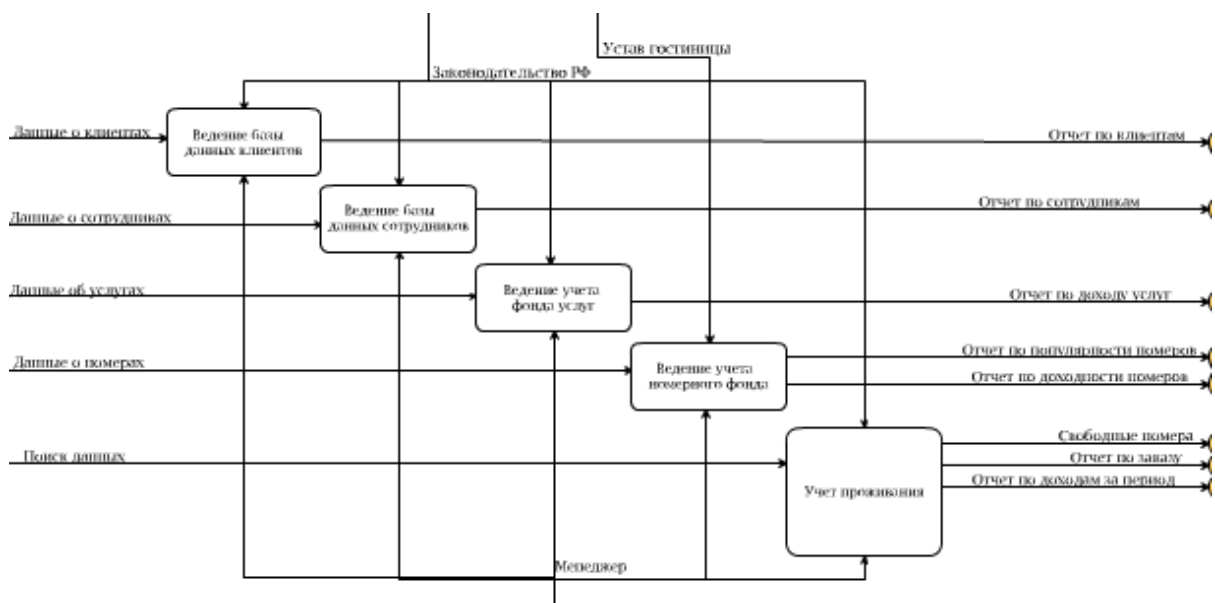 Устав гостиницы
Законодательство РФ
Данные о клиентах
Ведение базы
данных клиентов
Отчет по клиентам
Данные о сотрудниках
Ведение базы
данных сотрудников
Отчет по сотрудникам
Данные об услугах
Ведение учета
фонда услуг
Отчет по доходу услуг
Данные о номерах
Ведение учета
номерного фонда
Отчет по популярности номеров
Отчет по доходности номеров
Поиск данных
Учет проживания
Свободные номера
Отчет по заказу
Отчет по доходам за период
Менеджер